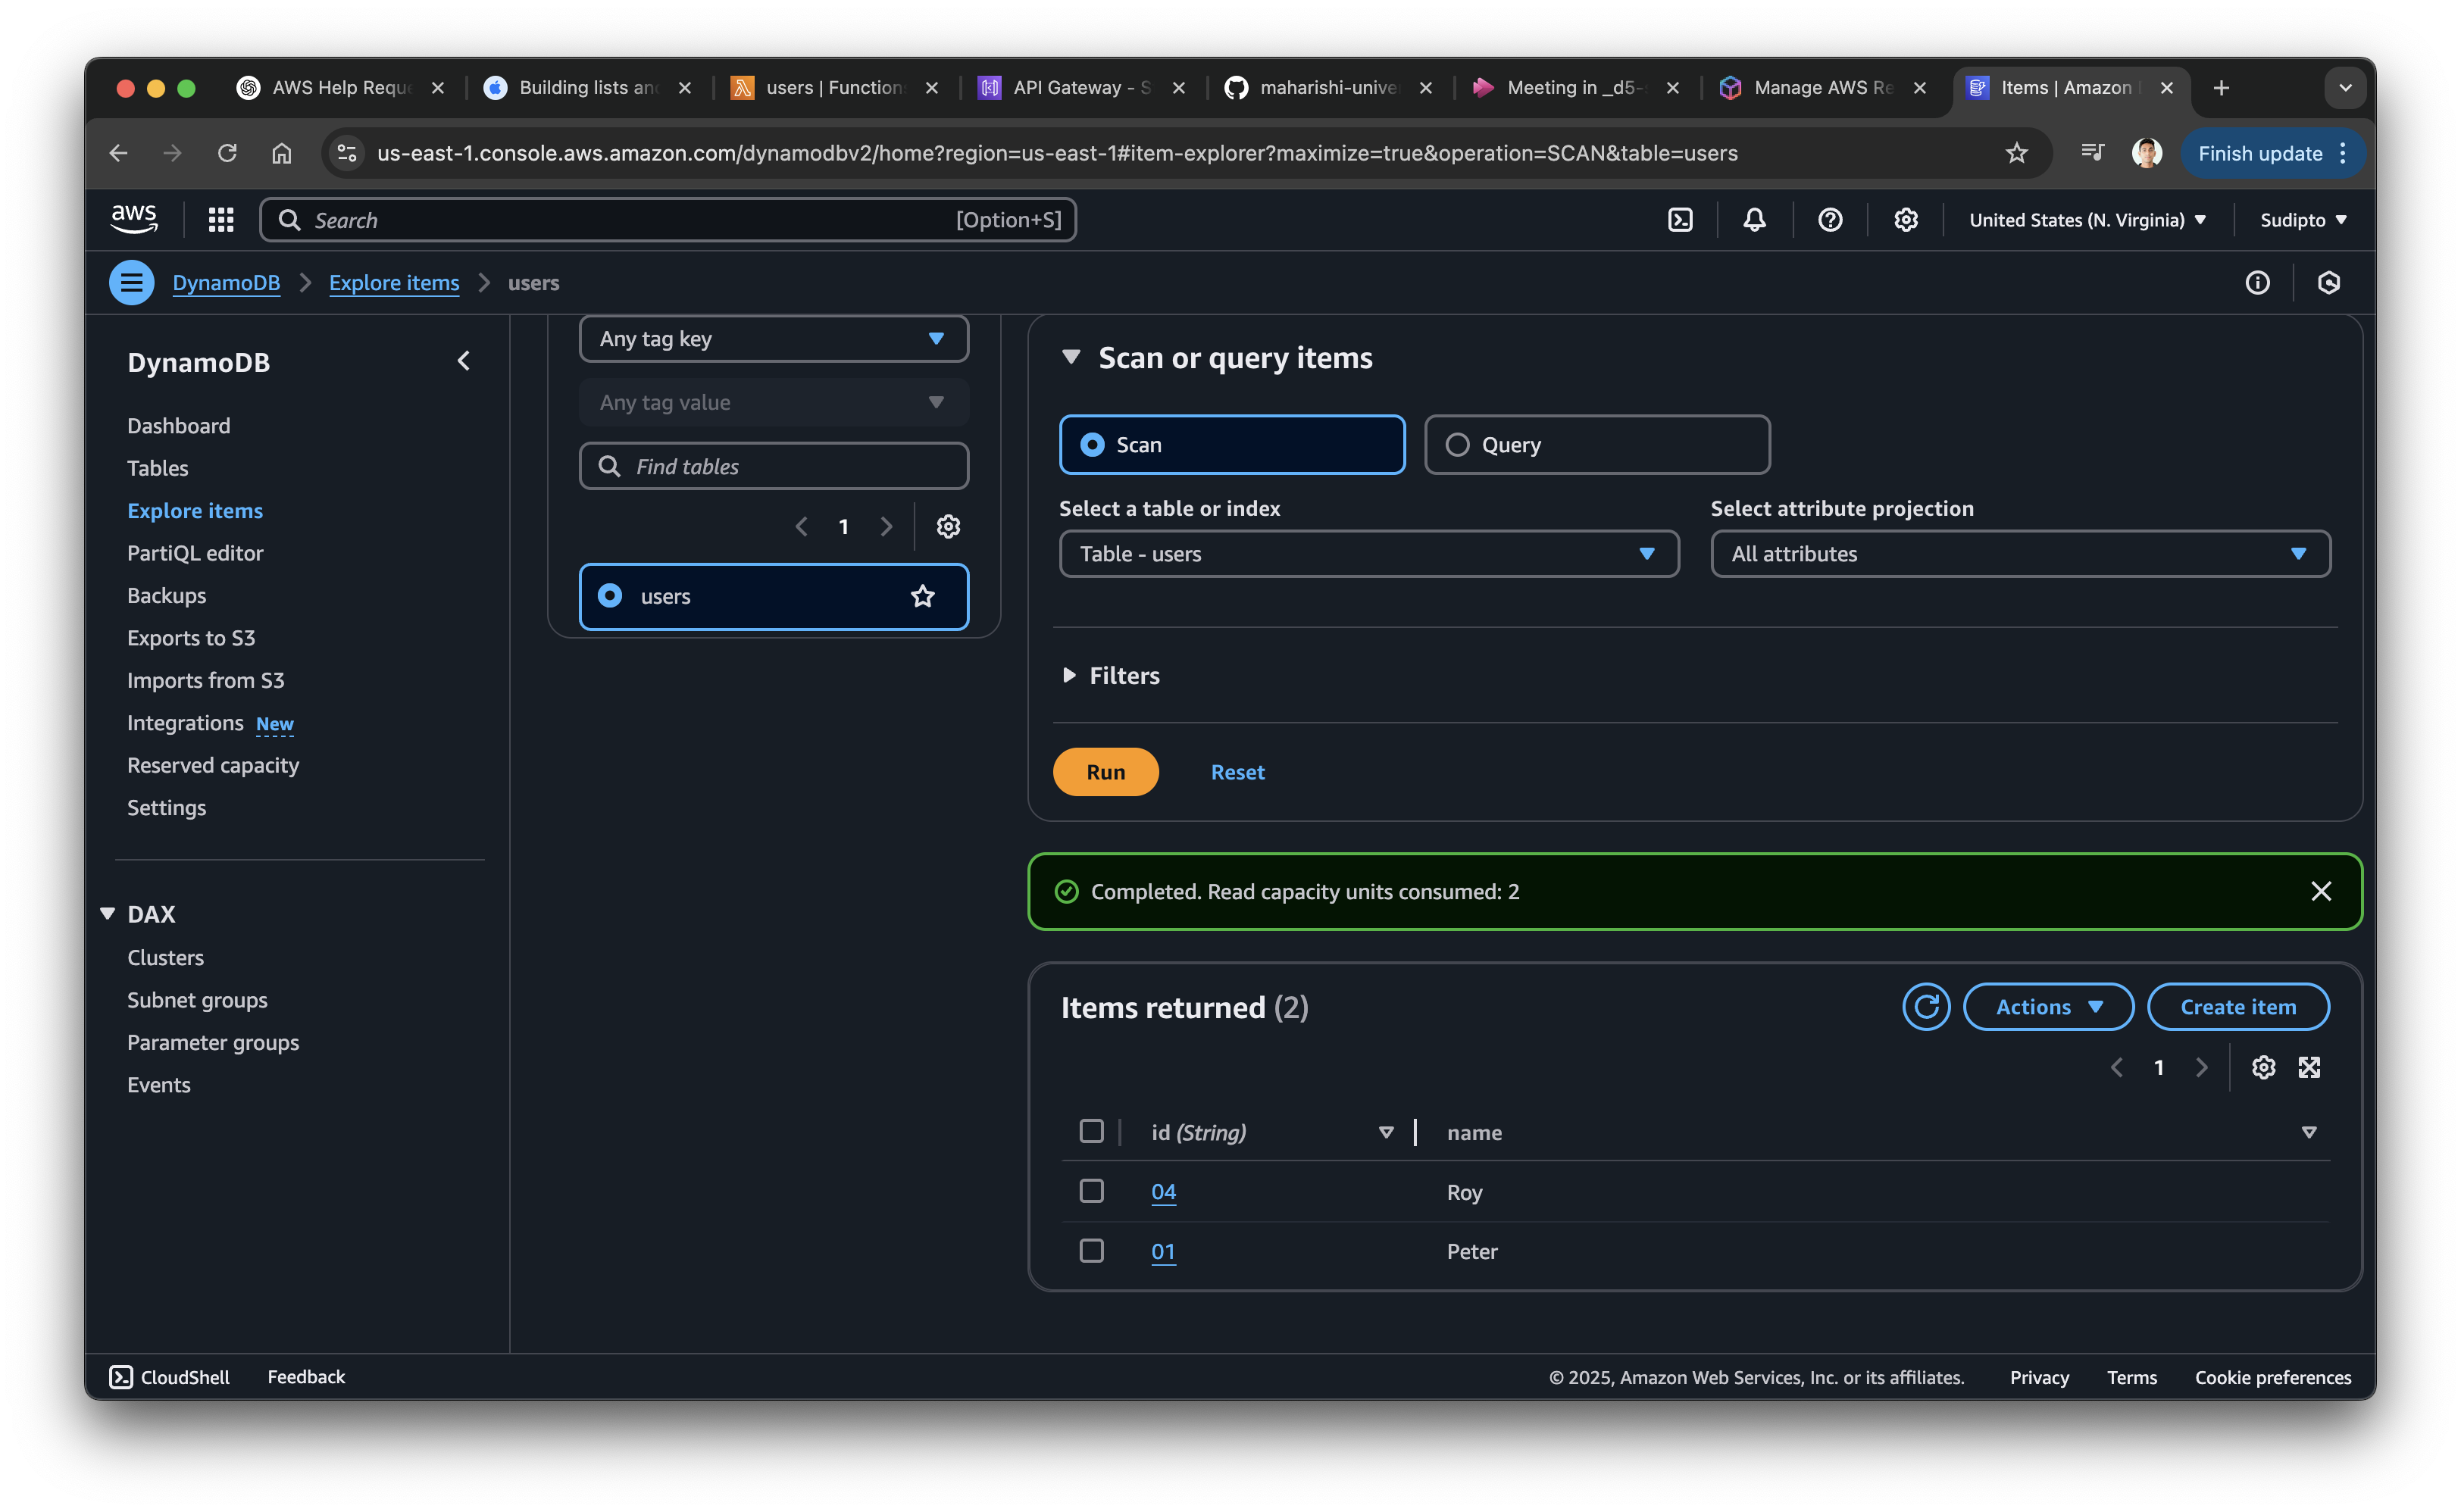 AWS Help Requ
Building lists an
users | Function
API Gateway - S
maharishi-unive
Meeting in _d5-
Manage AWS Re
Items | Amazon
us-east-1.console.aws.amazon.com/dynamodbv2/home?region=us-east-1#item-explorer?maximize=true&operation=SCAN&table=users
Finish update
aws
Search
[Option+S]
United States (N. Virginia)
Sudipto
DynamoDB
Explore items
users
DynamoDB
Dashboard
Tables
Explore items
PartiQL editor
Backups
Exports to S3
Imports from S3
Integrations New
Reserved capacity
Settings
DAX
Clusters
Subnet groups
Parameter groups
Events
Any tag key
Any tag value
Find tables
1
users
Scan or query items
Scan
Query
Select a table or index
Table - users
Select attribute projection
All attributes
Filters
Run
Reset
Completed. Read capacity units consumed: 2
Items returned (2)
Actions
Create item
1
id (String)
name
04
Roy
01
Peter
CloudShell
Feedback
© 2025, Amazon Web Services, Inc. or its affiliates.
Privacy
Terms
Cookie preferences